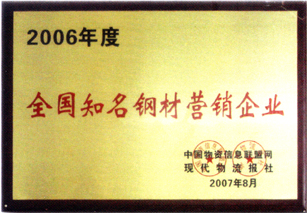 2006年度
全国知名钢材营销企业
中国物资信息联盟网
现代物流报社
2007年8月